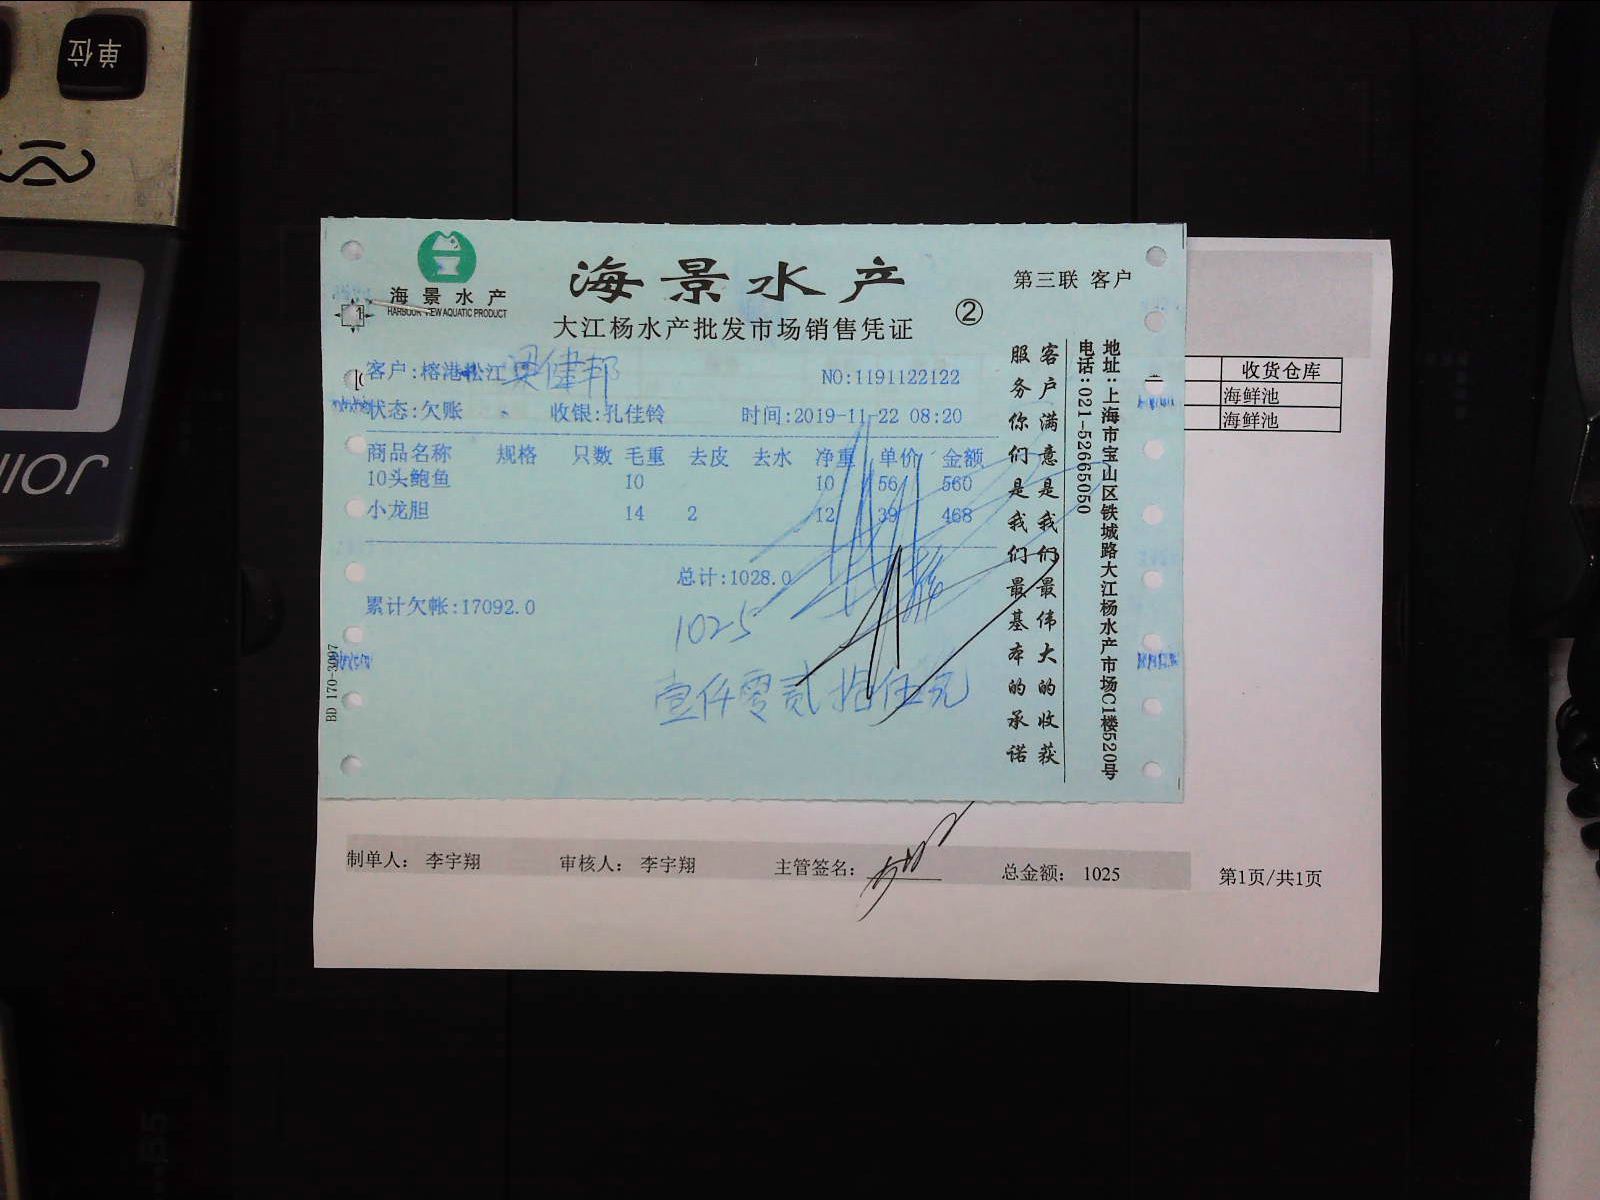 单位
海景水产
HARBOUR VIEW AQUATIC PRODUCT
海景水产
大江杨水产批发市场销售凭证
②
第三联 客户
客户:榕港松江 梁健邦
NO:1191122122
状态:欠账 收银:孔佳铃 时间:2019-11-22 08:20
商品名称 规格 只数 毛重 去皮 去水 净重 单价 金额
10头鲍鱼 10 10 56 560
小龙胆 14 2 12 39 468
总计:1028.0
累计欠帐:17092.0
1025
壹仟零贰拾伍元
BD 170-3097
客户满意是我们最伟大的收获
服务你们是我们最基本的承诺
地址:上海市宝山区铁城路大江杨水产市场C1楼520号
电话:021-52665050
收货仓库
海鲜池
海鲜池
制单人: 李宇翔 审核人: 李宇翔 主管签名: 总金额: 1025 第1页/共1页